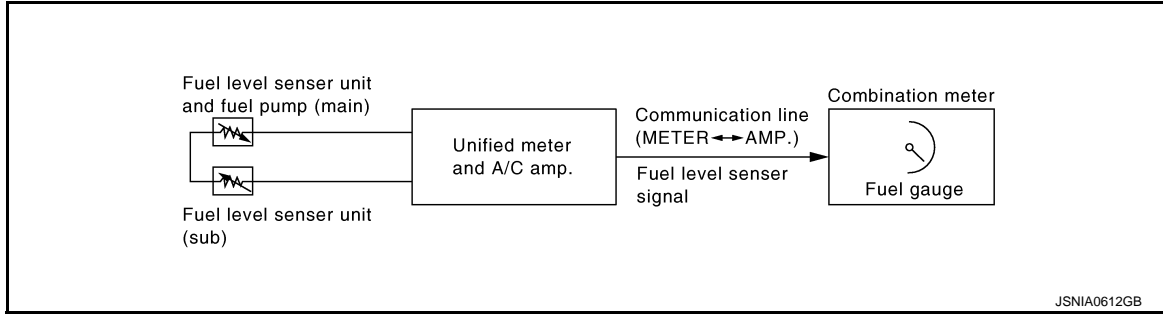 Fuel level senser unit
and fuel pump (main)
Fuel level senser unit
(sub)
Unified meter
and A/C amp.
Communication line
(METER◄►AMP.)
Fuel level senser
signal
Combination meter
Fuel gauge
JSNIA0612GB